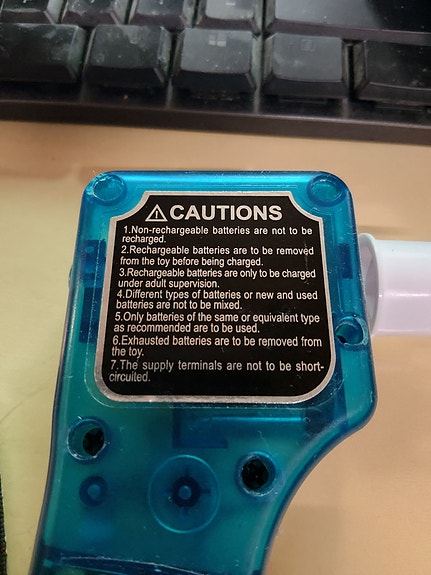 ⚠ CAUTIONS
1.Non-rechargeable batteries are not to be
recharged.
2.Rechargeable batteries are to be removed
from the toy before being charged.
3.Rechargeable batteries are only to be charged
under adult supervision.
4.Different types of batteries or new and used
batteries are not to be mixed.
5.Only batteries of the same or equivalent type
as recommended are to be used.
6.Exhausted batteries are to be removed from
the toy.
7.The supply terminals are not to be short-
circuited.